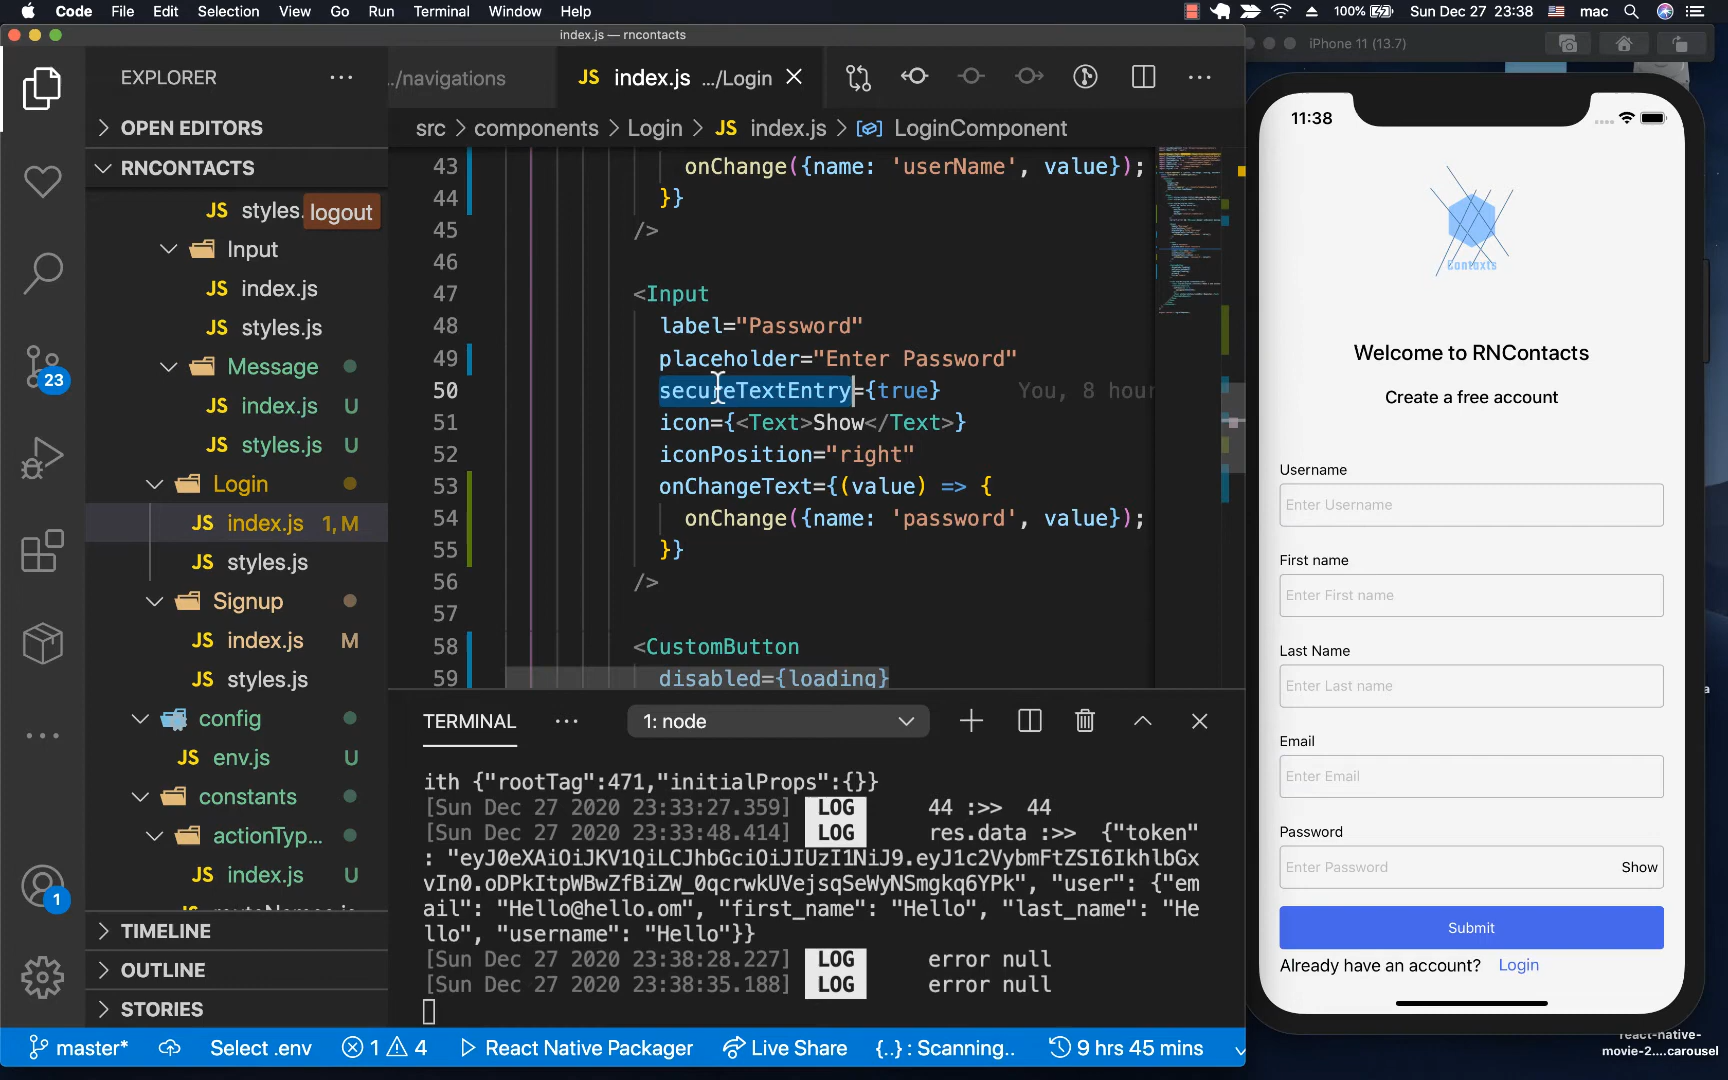 Code File Edit Selection View Go Run Terminal Window Help
100% Sun Dec 27 23:38 mac
index.js — rncontacts
iPhone 11 (13.7)
EXPLORER
OPEN EDITORS
RNCONTACTS
JS styles.
logout
Input
JS index.js
JS styles.js
Message
JS index.js U
JS styles.js U
Login
JS index.js 1, M
JS styles.js
Signup
JS index.js M
JS styles.js
config
JS env.js U
constants
actionTyp...
JS index.js U
TIMELINE
OUTLINE
STORIES
23
1
../navigations
JS index.js .../Login
src > components > Login > JS index.js > LoginComponent
43 onChange({name: 'userName', value});
44 }}
45 />
46
47 <Input
48 label="Password"
49 placeholder="Enter Password"
50 secureTextEntry={true} You, 8 hour
51 icon={<Text>Show</Text>}
52 iconPosition="right"
53 onChangeText={(value) => {
54 onChange({name: 'password', value});
55 }}
56 />
57
58 <CustomButton
59 disabled={loading}
TERMINAL
1: node
ith {"rootTag":471,"initialProps":{}}
[Sun Dec 27 2020 23:33:27.359] LOG 44 :>> 44
[Sun Dec 27 2020 23:33:48.414] LOG res.data :>> {"token"
: "eyJ0eXAiOiJKV1QiLCJhbGciOiJIUzI1NiJ9.eyJ1c2VybmFtZSI6IkhlbGx
vIn0.oDPkItpWBwZfBiZW_0qcrwkUVejsqSeWyNSmgkq6YPk", "user": {"em
ail": "Hello@hello.om", "first_name": "Hello", "last_name": "He
llo", "username": "Hello"}}
[Sun Dec 27 2020 23:38:28.227] LOG error null
[Sun Dec 27 2020 23:38:35.188] LOG error null
master* Select .env 1 4 React Native Packager Live Share {..} : Scanning.. 9 hrs 45 mins
11:38
Contaxts
Welcome to RNContacts
Create a free account
Username
Enter Username
First name
Enter First name
Last Name
Enter Last name
Email
Enter Email
Password
Enter Password Show
Submit
Already have an account? Login
react-native-
movie-2....carousel